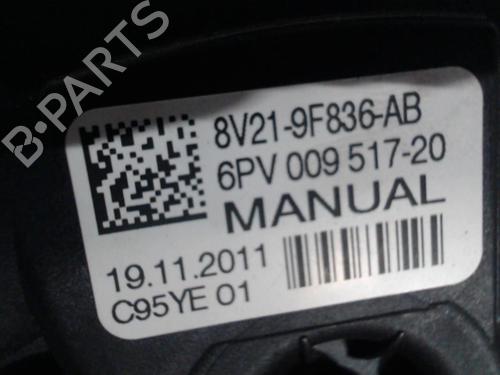 B-PARTS
8V21-9F836-AB
6PV 009 517-20
MANUAL
19.11.2011
C95YE 01